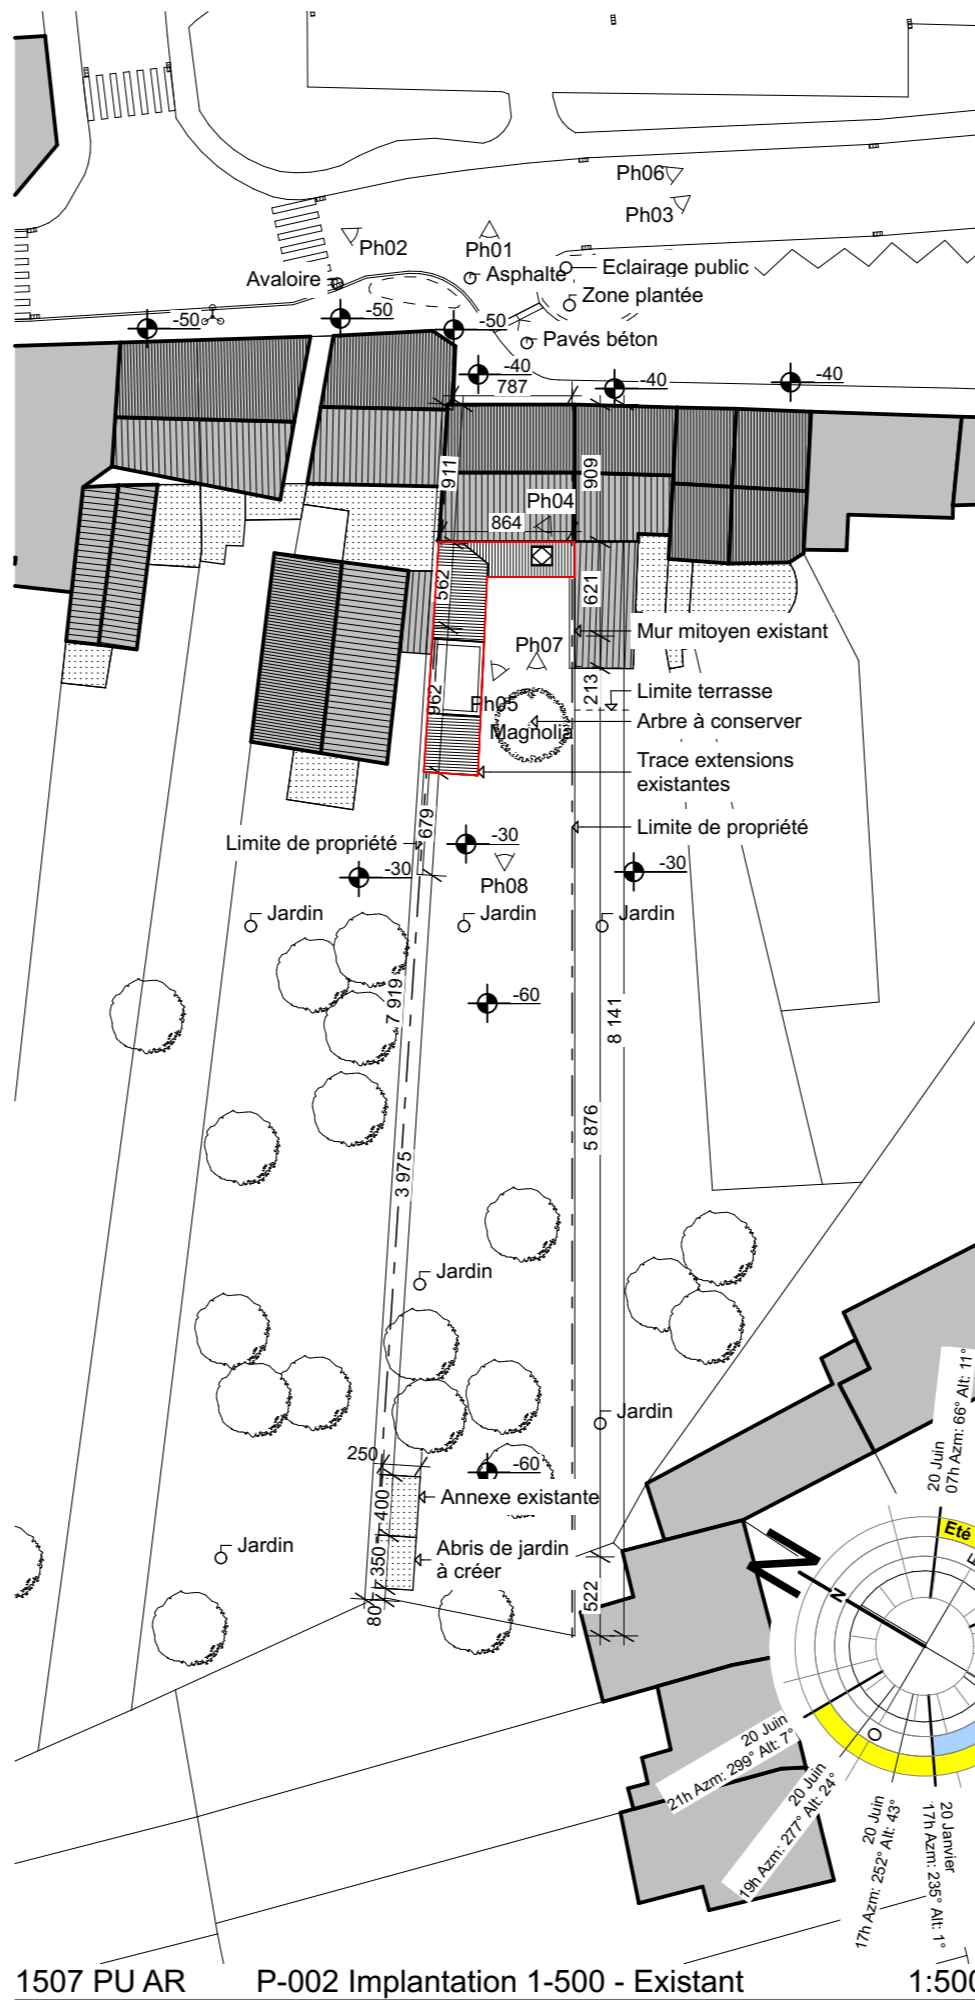 Ph06
Ph03
Ph02
Ph01
Avaloire
Asphalte
Eclairage public
Zone plantée
Pavés béton
-50
-50
-50
-40
-40
-40
787
911
909
Ph04
864
562
621
Mur mitoyen existant
Ph07
962
Ph05
213
Limite terrasse
Magnolia
Arbre à conserver
Trace extensions
existantes
679
Limite de propriété
Limite de propriété
-30
-30
-30
Ph08
Jardin
Jardin
Jardin
7 919
-60
8 141
5 876
3 975
Jardin
Jardin
250
-60
400
Annexe existante
Jardin
350
Abris de jardin
à créer
807
522
20 Juin
07h Azm: 66° Alt: 11°
Eté
N
20 Juin
21h Azm: 299° Alt: 7°
20 Juin
19h Azm: 277° Alt: 24°
20 Juin
17h Azm: 252° Alt: 43°
20 Janvier
17h Azm: 235° Alt: 1°
O
1507 PU AR
P-002 Implantation 1-500 - Existant
1:500